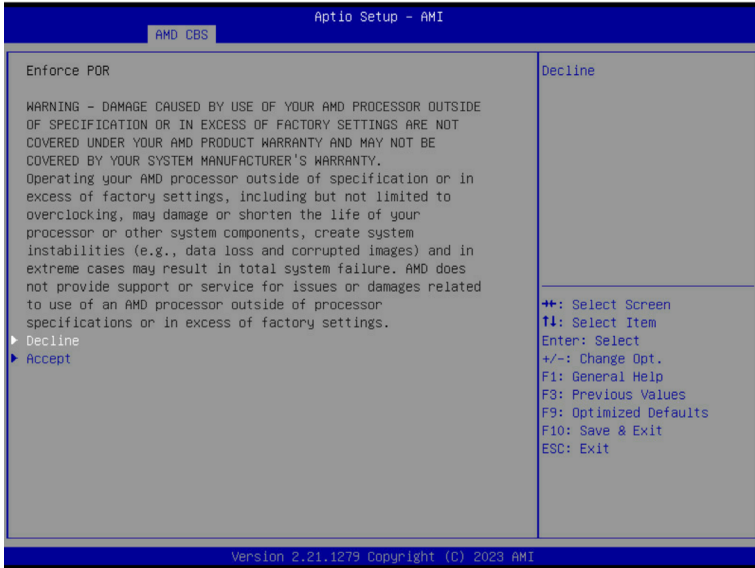 Aptio Setup - AMI
AMD CBS
Enforce POR
WARNING - DAMAGE CAUSED BY USE OF YOUR AMD PROCESSOR OUTSIDE
OF SPECIFICATION OR IN EXCESS OF FACTORY SETTINGS ARE NOT
COVERED UNDER YOUR AMD PRODUCT WARRANTY AND MAY NOT BE
COVERED BY YOUR SYSTEM MANUFACTURER'S WARRANTY.
Operating your AMD processor outside of specification or in
excess of factory settings, including but not limited to
overclocking, may damage or shorten the life of your
processor or other system components, create system
instabilities (e.g., data loss and corrupted images) and in
extreme cases may result in total system failure. AMD does
not provide support or service for issues or damages related
to use of an AMD processor outside of processor
specifications or in excess of factory settings.
Decline
Accept
Decline
→←: Select Screen
↑↓: Select Item
Enter: Select
+/-: Change Opt.
F1: General Help
F3: Previous Values
F9: Optimized Defaults
F10: Save & Exit
ESC: Exit
Version 2.21.1279 Copyright (C) 2023 AMI